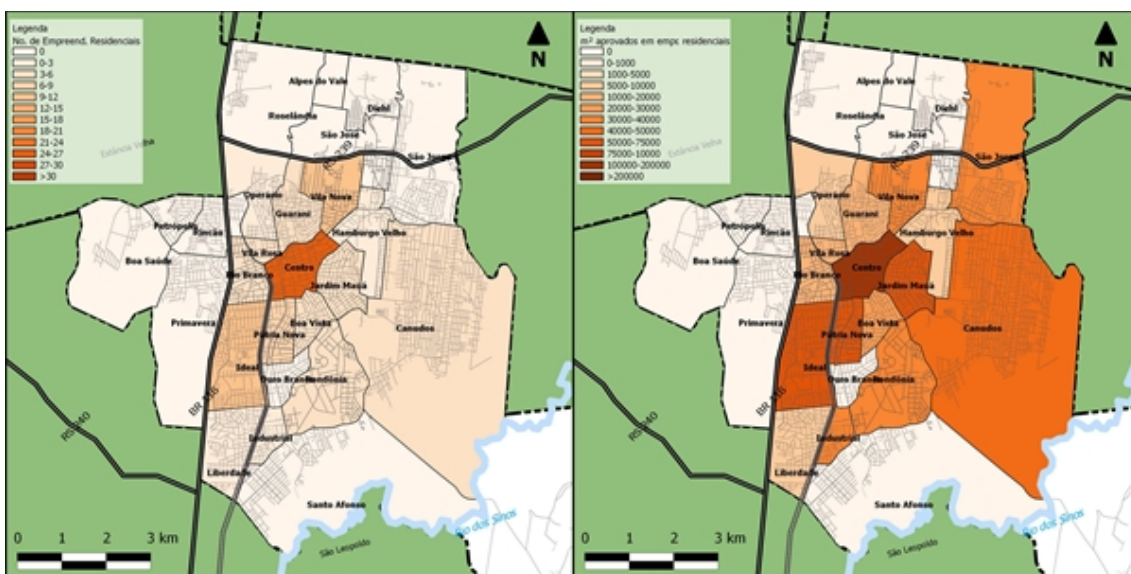 Legenda
No. de Empreend. Residenciais
0
0-3
3-6
6-9
9-12
12-15
15-18
18-21
21-24
24-27
27-30
>30
N
Alpes do Vale
Diehl
Roselândia
São José
Estância Velha
São Jorge
Operário
Vila Nova
Guarani
Petrópolis
Rincão
Hamburgo Velho
Vila Rosa
Boa Saúde
Centro
Rio Branco
Jardim Mauá
Primavera
Boa Vista
Canudos
Pátria Nova
Ideal
Ouro Branco
Rondônia
BR 116
RS 240
Industrial
Liberdade
Santo Afonso
Rio dos Sinos
São Leopoldo
0 1 2 3 km
Legenda
m² aprovados em empr. residenciais
0
0-1000
1000-5000
5000-10000
10000-20000
20000-30000
30000-40000
40000-50000
50000-75000
75000-10000
100000-200000
>200000
N
Alpes do Vale
Diehl
Roselândia
São José
Estância Velha
São Jorge
Operário
Vila Nova
Guarani
Petrópolis
Rincão
Hamburgo Velho
Vila Rosa
Boa Saúde
Centro
Rio Branco
Jardim Mauá
Primavera
Boa Vista
Canudos
Pátria Nova
Ideal
Ouro Branco
Rondônia
BR 116
RS 240
Industrial
Liberdade
Santo Afonso
Rio dos Sinos
São Leopoldo
0 1 2 3 km